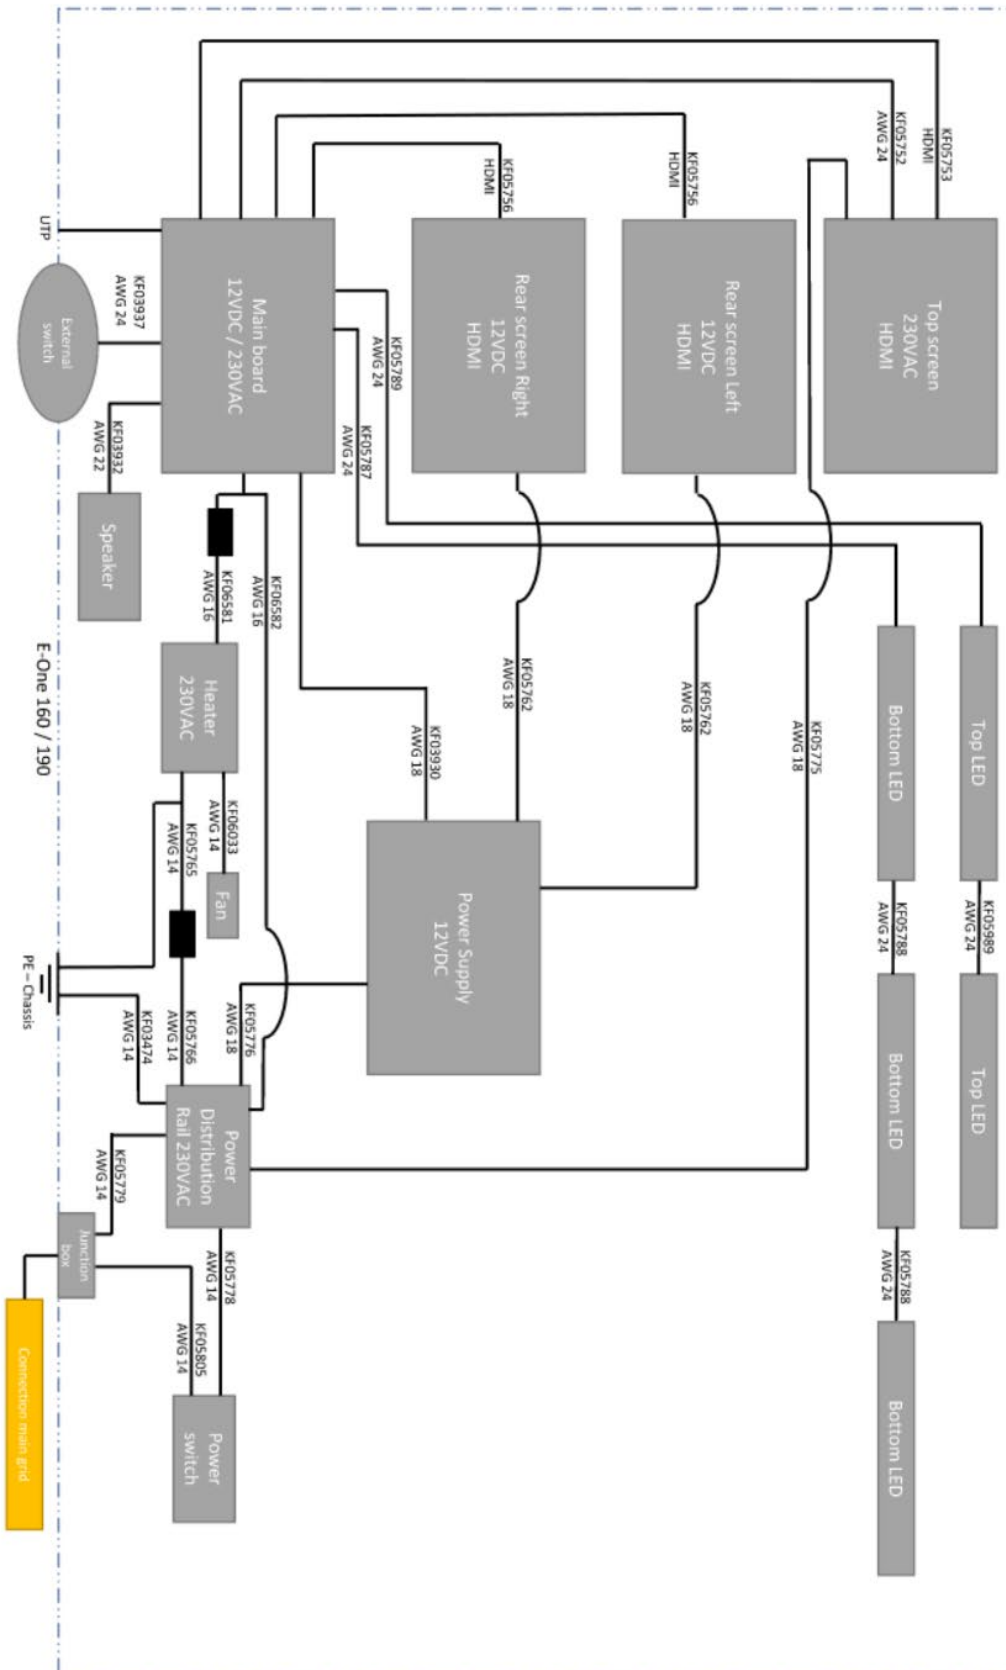 KF05753
HDMI
KF05752
AWG 24
KF05756
HDMI
KF05756
HDMI
Top screen
230VAC
HDMI
Rear screen Left
12VDC
HDMI
Rear screen Right
12VDC
HDMI
Main board
12VDC / 230VAC
UTP
KF03937
AWG 24
External
switch
KF03932
AWG 22
Speaker
KF05789
AWG 24
KF05787
AWG 24
KF06582
AWG 16
KF06581
AWG 16
Heater
230VAC
KF06033
AWG 14
Fan
KF05765
AWG 14
KF05762
AWG 18
KF05762
AWG 18
KF05775
AWG 18
KF03930
AWG 18
Power Supply
12VDC
Top LED
KF05989
AWG 24
Top LED
Bottom LED
KF05788
AWG 24
Bottom LED
KF05788
AWG 24
Bottom LED
KF05776
AWG 18
KF05766
AWG 14
KF03474
AWG 14
PE – Chassis
Power
Distribution
Rail 230VAC
KF05779
AWG 14
Junction
box
KF05778
AWG 14
KF05805
AWG 14
Power
switch
Connection main grid
E-One 160 / 190